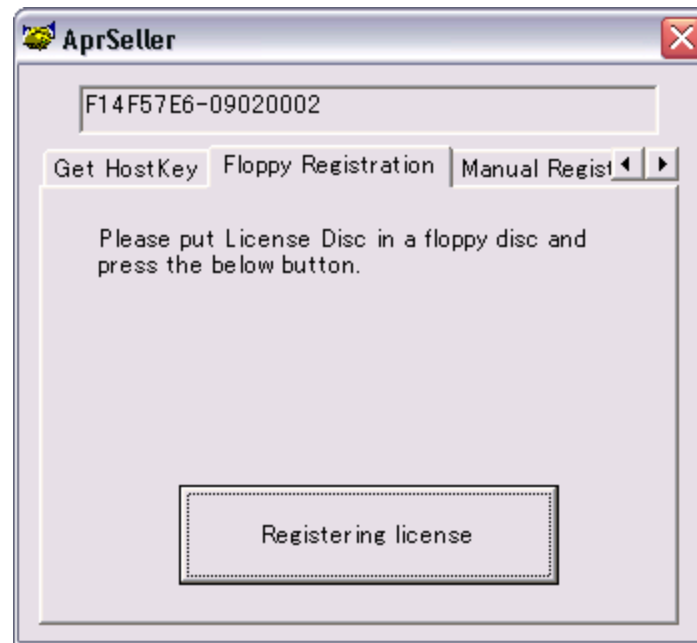 AprSeller
F14F57E6-09020002
Get HostKey
Floppy Registration
Manual Regist
Please put License Disc in a floppy disc and
press the below button.
Registering license